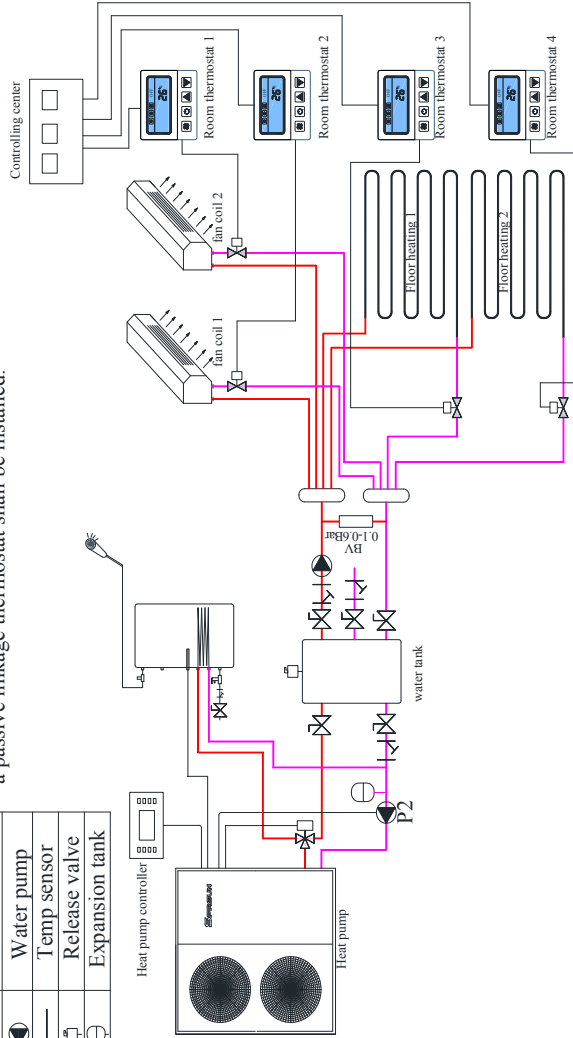 a passive linkage thermostat shall be installed.
Water pump
Temp sensor
Release valve
Expansion tank
Controlling center
Room thermostat 1
Room thermostat 2
Room thermostat 3
Room thermostat 4
26
26
26
26
fan coil 2
fan coil 1
Floor heating 1
Floor heating 2
BV
0.1-0.6Bar
water tank
P2
Heat pump controller
Heat pump